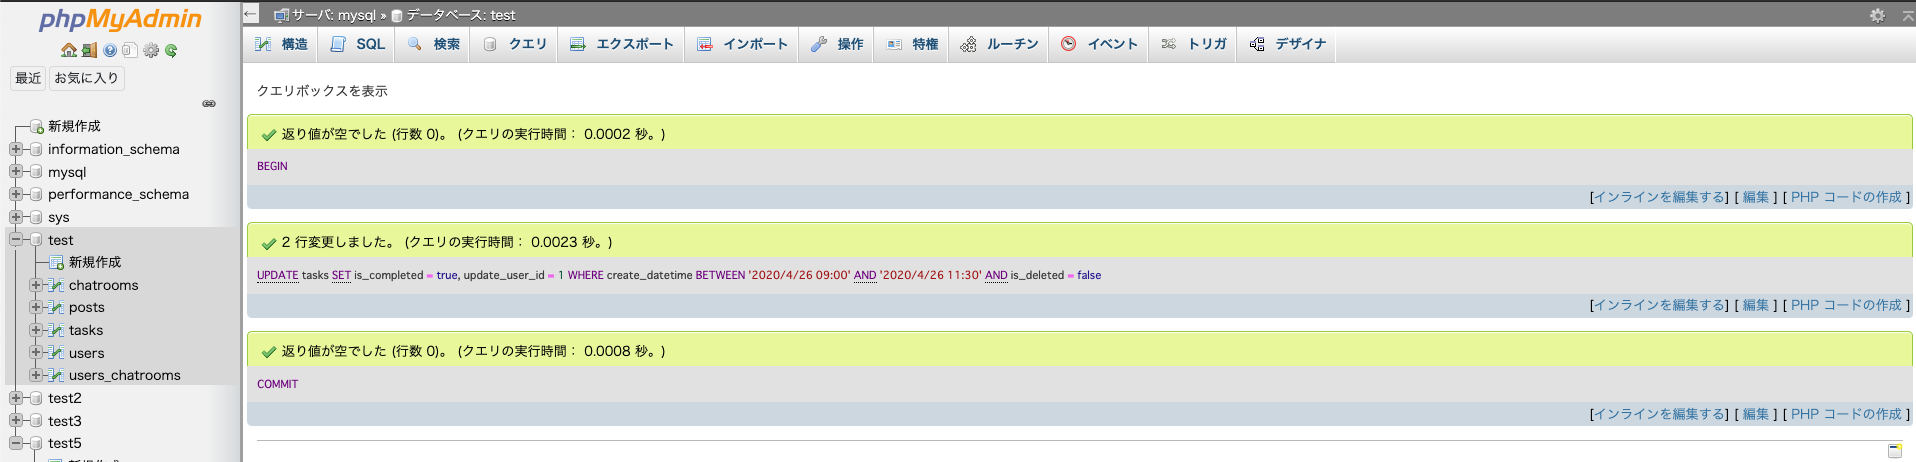 phpMyAdmin
最近 お気に入り
新規作成
information_schema
mysql
performance_schema
sys
test
新規作成
chatrooms
posts
tasks
users
users_chatrooms
test2
test3
test5
サーバ: mysql » データベース: test
構造 SQL 検索 クエリ エクスポート インポート 操作 特権 ルーチン イベント トリガ デザイナ
クエリボックスを表示
返り値が空でした (行数 0)。 (クエリの実行時間： 0.0002 秒。)
BEGIN
[インラインを編集する] [ 編集 ] [ PHP コードの作成 ]
2 行変更しました。 (クエリの実行時間： 0.0023 秒。)
UPDATE tasks SET is_completed = true, update_user_id = 1 WHERE create_datetime BETWEEN '2020/4/26 09:00' AND '2020/4/26 11:30' AND is_deleted = false
[インラインを編集する] [ 編集 ] [ PHP コードの作成 ]
返り値が空でした (行数 0)。 (クエリの実行時間： 0.0008 秒。)
COMMIT
[インラインを編集する] [ 編集 ] [ PHP コードの作成 ]